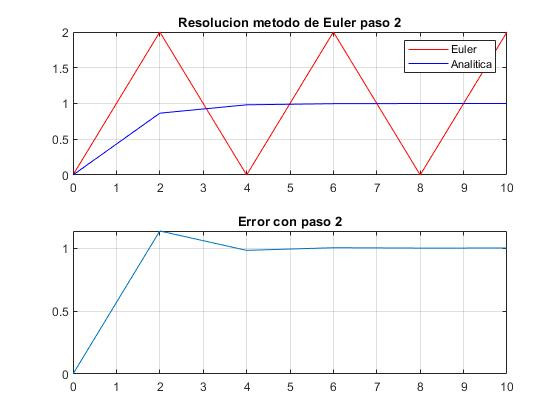 Resolucion metodo de Euler paso 2
2
1.5
1
0.5
0
Euler
Analitica
0 1 2 3 4 5 6 7 8 9 10
Error con paso 2
1
0.5
0
0 1 2 3 4 5 6 7 8 9 10